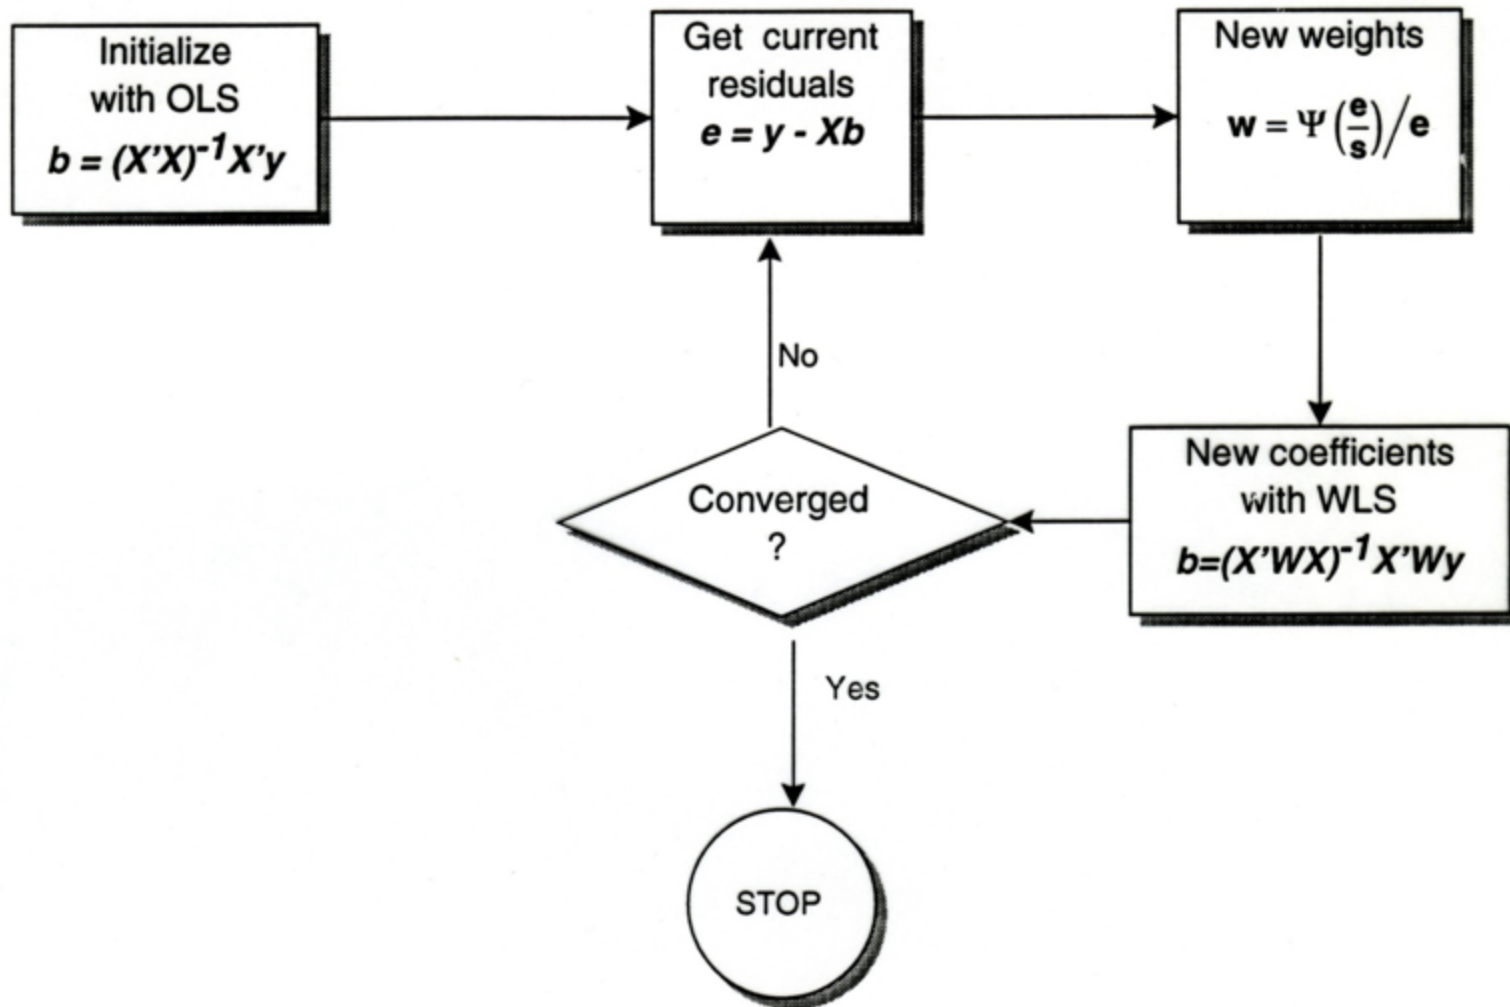 Initialize
with OLS
b = (X'X)⁻¹X'y
Get current
residuals
e = y - Xb
New weights
w = Ψ(e/s)/e
No
New coefficients
with WLS
b=(X'WX)⁻¹X'Wy
Converged
?
Yes
STOP